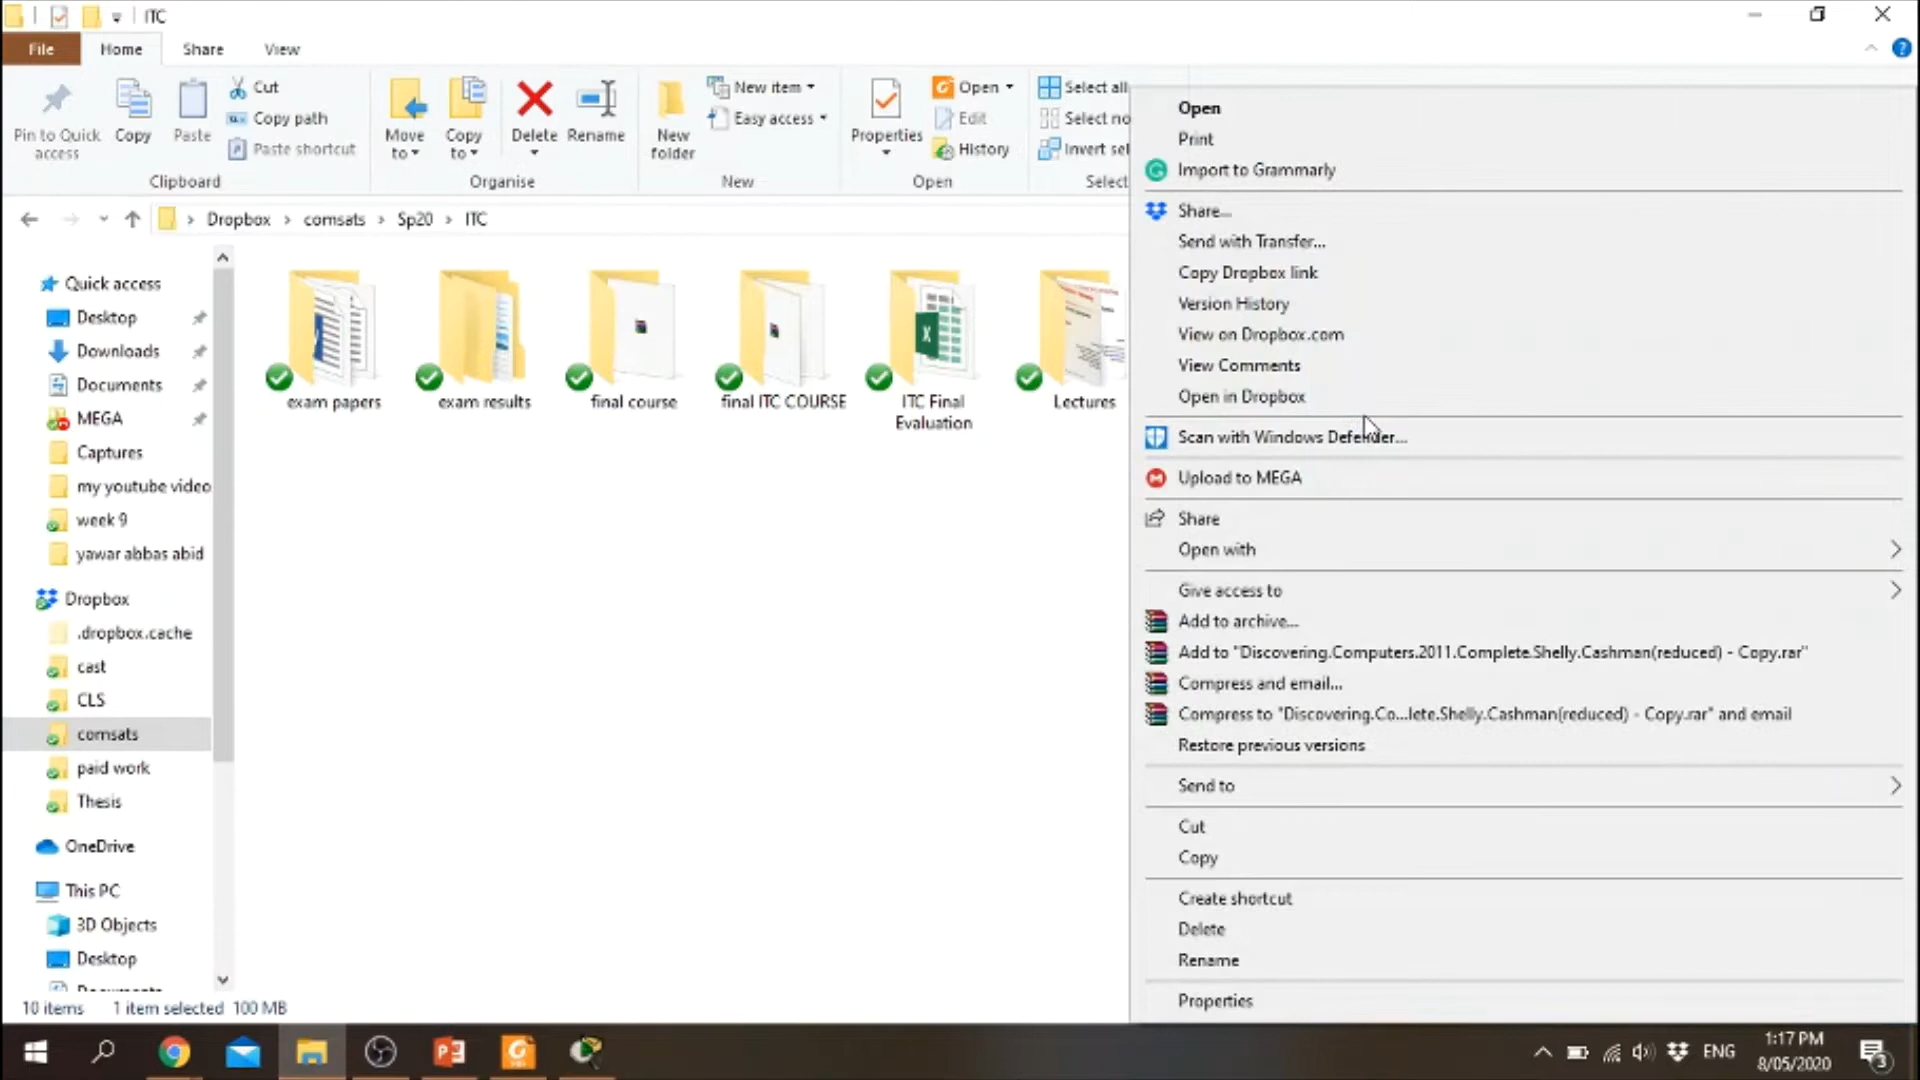 ITC
File Home Share View
Pin to Quick access
Copy
Paste
Cut
Copy path
Paste shortcut
Clipboard
Move to
Copy to
Delete
Rename
Organise
New folder
New item
Easy access
New
Properties
Open
Edit
History
Open
Select all
Select no
Invert sel
Select
Dropbox > comsats > Sp20 > ITC
Quick access
Desktop
Downloads
Documents
MEGA
Captures
my youtube video
week 9
yawar abbas abid
Dropbox
.dropbox.cache
cast
CLS
comsats
paid work
Thesis
OneDrive
This PC
3D Objects
Desktop
Documents
exam papers
exam results
final course
final ITC COURSE
ITC Final Evaluation
Lectures
Open
Print
Import to Grammarly
Share...
Send with Transfer...
Copy Dropbox link
Version History
View on Dropbox.com
View Comments
Open in Dropbox
Scan with Windows Defender...
Upload to MEGA
Share
Open with
Give access to
Add to archive...
Add to "Discovering.Computers.2011.Complete.Shelly.Cashman(reduced) - Copy.rar"
Compress and email...
Compress to "Discovering.Co...lete.Shelly.Cashman(reduced) - Copy.rar" and email
Restore previous versions
Send to
Cut
Copy
Create shortcut
Delete
Rename
Properties
10 items 1 item selected 100 MB
ENG
1:17 PM
8/05/2020
3